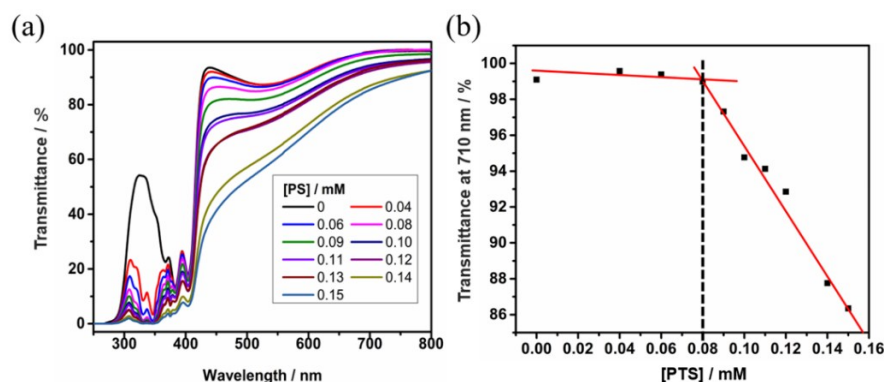 (a)
Transmittance / %
100
80
60
40
20
0
300 400 500 600 700 800
Wavelength / nm
[PS] / mM
0 0.04
0.06 0.08
0.09 0.10
0.11 0.12
0.13 0.14
0.15
(b)
Transmittance at 710 nm / %
100
98
96
94
92
90
88
86
0.00 0.02 0.04 0.06 0.08 0.10 0.12 0.14 0.16
[PTS] / mM